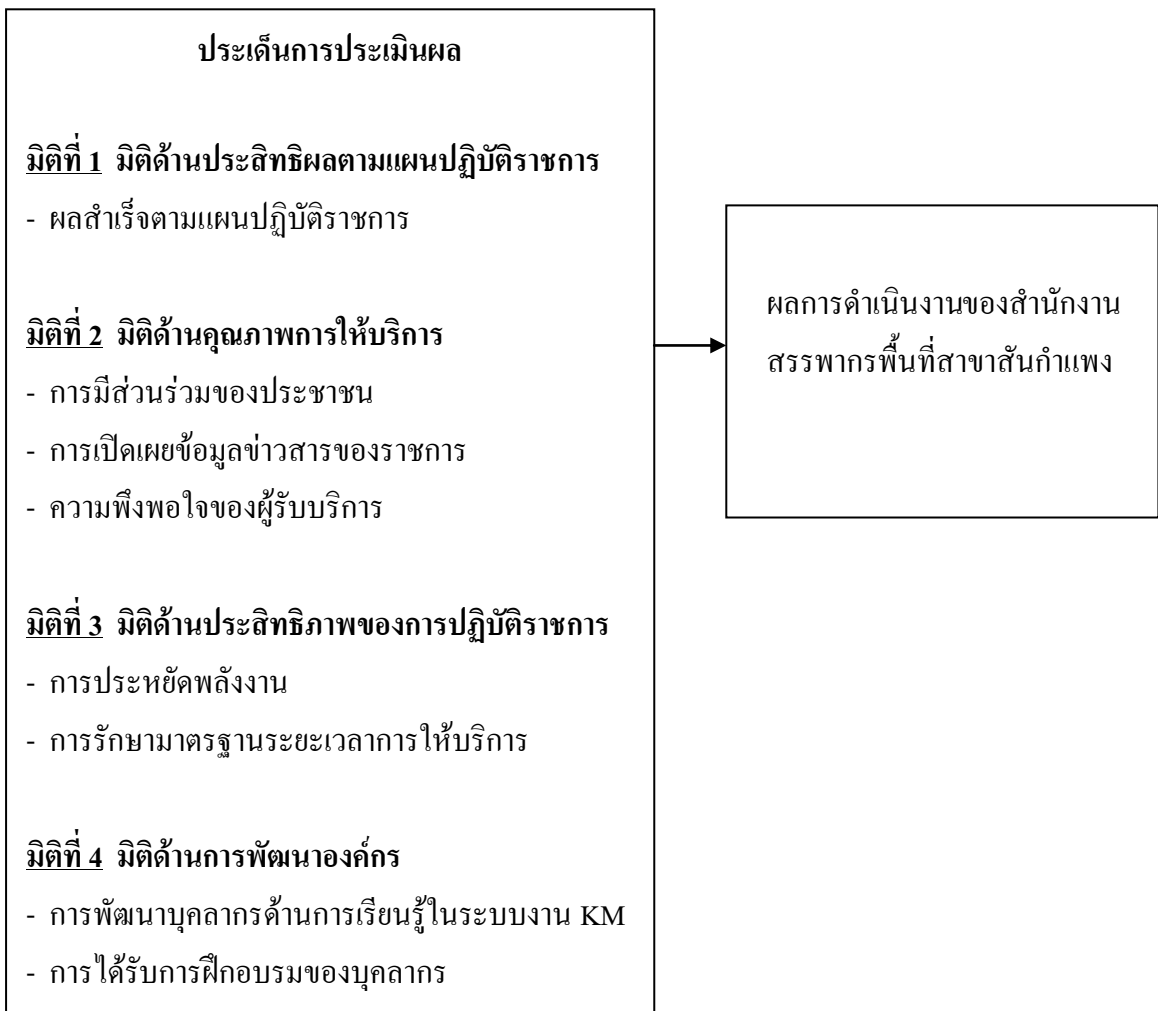 ประเด็นการประเมินผล
มิติที่ 1 มิติด้านประสิทธิผลตามแผนปฏิบัติราชการ
- ผลสำเร็จตามแผนปฏิบัติราชการ
มิติที่ 2 มิติด้านคุณภาพการให้บริการ
- การมีส่วนร่วมของประชาชน
- การเปิดเผยข้อมูลข่าวสารของราชการ
- ความพึงพอใจของผู้รับบริการ
มิติที่ 3 มิติด้านประสิทธิภาพของการปฏิบัติราชการ
- การประหยัดพลังงาน
- การรักษามาตรฐานระยะเวลาการให้บริการ
มิติที่ 4 มิติด้านการพัฒนาองค์กร
- การพัฒนาบุคลากรด้านการเรียนรู้ในระบบงาน KM
- การได้รับการฝึกอบรมของบุคลากร
ผลการดำเนินงานของสำนักงาน
สรรพากรพื้นที่สาขาสันกำแพง